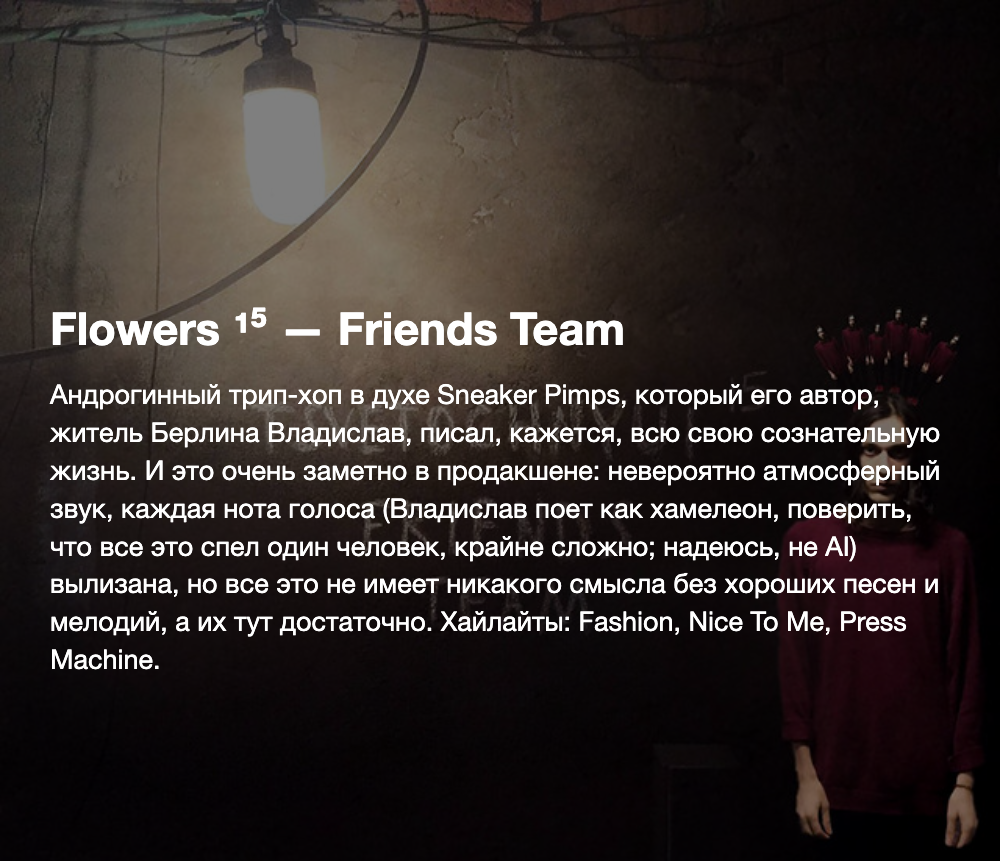 Flowers ¹⁵ — Friends Team
Андрогинный трип-хоп в духе Sneaker Pimps, который его автор,
житель Берлина Владислав, писал, кажется, всю свою сознательную
жизнь. И это очень заметно в продакшене: невероятно атмосферный
звук, каждая нота голоса (Владислав поет как хамелеон, поверить,
что все это спел один человек, крайне сложно; надеюсь, не AI)
вылизана, но все это не имеет никакого смысла без хороших песен и
мелодий, а их тут достаточно. Хайлайты: Fashion, Nice To Me, Press
Machine.